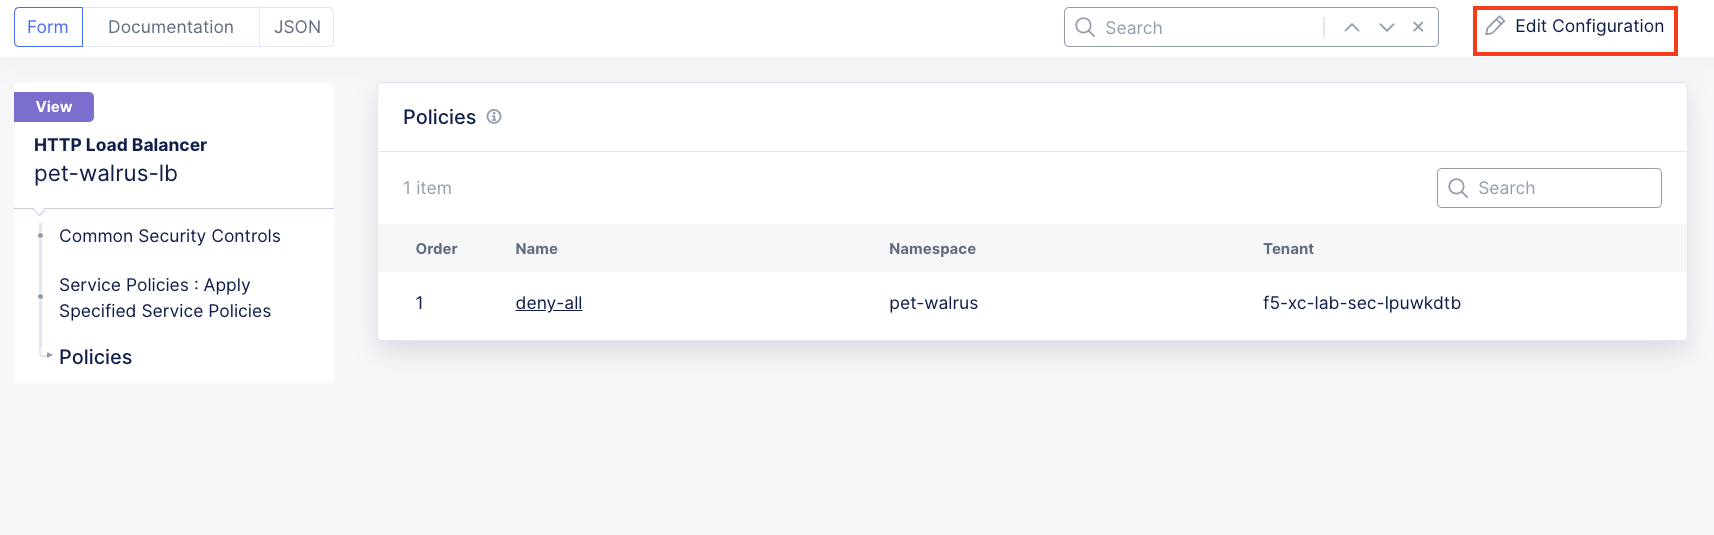 Form
Documentation
JSON
Search
Edit Configuration
View
HTTP Load Balancer
pet-walrus-lb
Common Security Controls
Service Policies : Apply
Specified Service Policies
Policies
Policies
1 item
Search
Order Name Namespace Tenant
1 deny-all pet-walrus f5-xc-lab-sec-lpuwkdtb